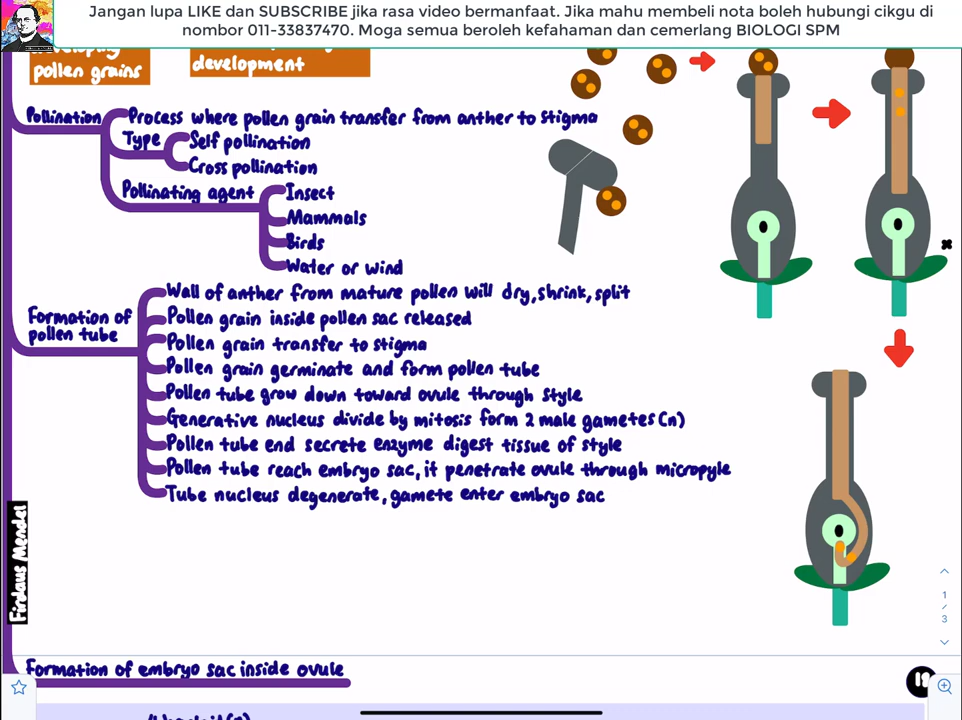 Jangan lupa LIKE dan SUBSCRIBE jika rasa video bermanfaat. Jika mahu membeli nota boleh hubungi cikgu di
nombor 011-33837470. Moga semua beroleh kefahaman dan cemerlang BIOLOGI SPM
pollen grains
development
Pollination
Process where pollen grain transfer from anther to stigma
Type
Self pollination
Cross pollination
Pollinating agent
Insect
Mammals
Birds
Water or wind
Formation of
pollen tube
Wall of anther from mature pollen will dry, shrink, split
Pollen grain inside pollen sac released
Pollen grain transfer to stigma
Pollen grain germinate and form pollen tube
Pollen tube grow down toward ovule through style
Generative nucleus divide by mitosis form 2 male gametes (n)
Pollen tube end secrete enzyme digest tissue of style
Pollen tube reach embryo sac, it penetrate ovule through micropyle
Tube nucleus degenerate, gamete enter embryo sac
Firdaus Mendel
1
/
3
Formation of embryo sac inside ovule